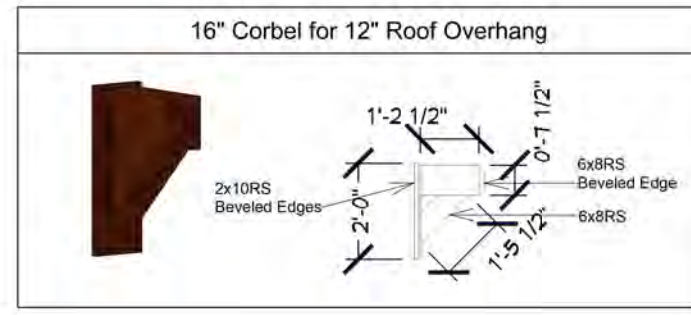 16" Corbel for 12" Roof Overhang
1'-2 1/2"
0'-7 1/2"
6x8RS
Beveled Edge
2x10RS
Beveled Edges
2'-0"
6x8RS
1'-5 1/2"